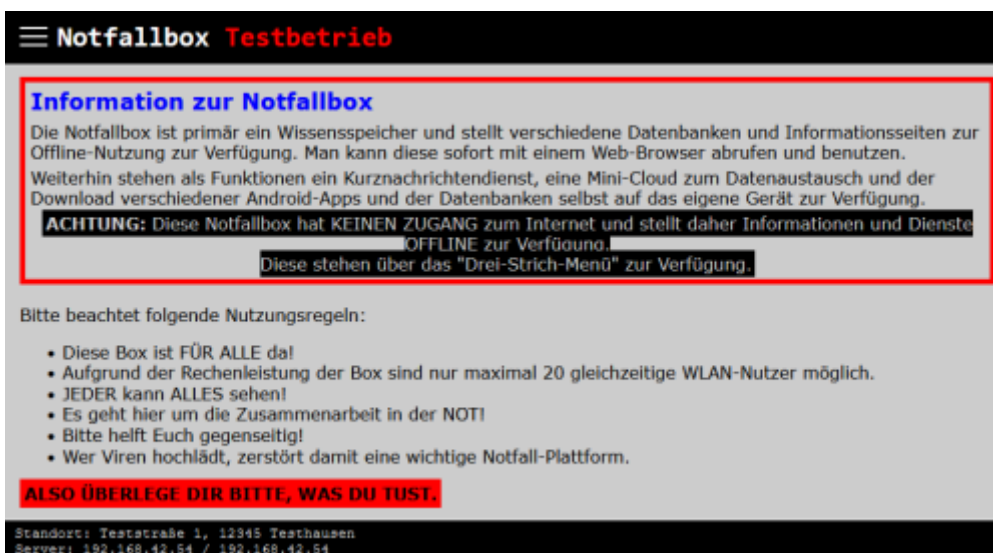 Notfallbox Testbetrieb
Information zur Notfallbox
Die Notfallbox ist primär ein Wissensspeicher und stellt verschiedene Datenbanken und Informationsseiten zur
Offline-Nutzung zur Verfügung. Man kann diese sofort mit einem Web-Browser abrufen und benutzen.
Weiterhin stehen als Funktionen ein Kurznachrichtendienst, eine Mini-Cloud zum Datenaustausch und der
Download verschiedener Android-Apps und der Datenbanken selbst auf das eigene Gerät zur Verfügung.
ACHTUNG: Diese Notfallbox hat KEINEN ZUGANG zum Internet und stellt daher Informationen und Dienste
OFFLINE zur Verfügung.
Diese stehen über das "Drei-Strich-Menü" zur Verfügung.
Bitte beachtet folgende Nutzungsregeln:
• Diese Box ist FÜR ALLE da!
• Aufgrund der Rechenleistung der Box sind nur maximal 20 gleichzeitige WLAN-Nutzer möglich.
• JEDER kann ALLES sehen!
• Es geht hier um die Zusammenarbeit in der NOT!
• Bitte helft Euch gegenseitig!
• Wer Viren hochlädt, zerstört damit eine wichtige Notfall-Plattform.
ALSO ÜBERLEGE DIR BITTE, WAS DU TUST.
Standort: Teststraße 1, 12345 Testhausen
Server: 192.168.42.54 / 192.168.42.54